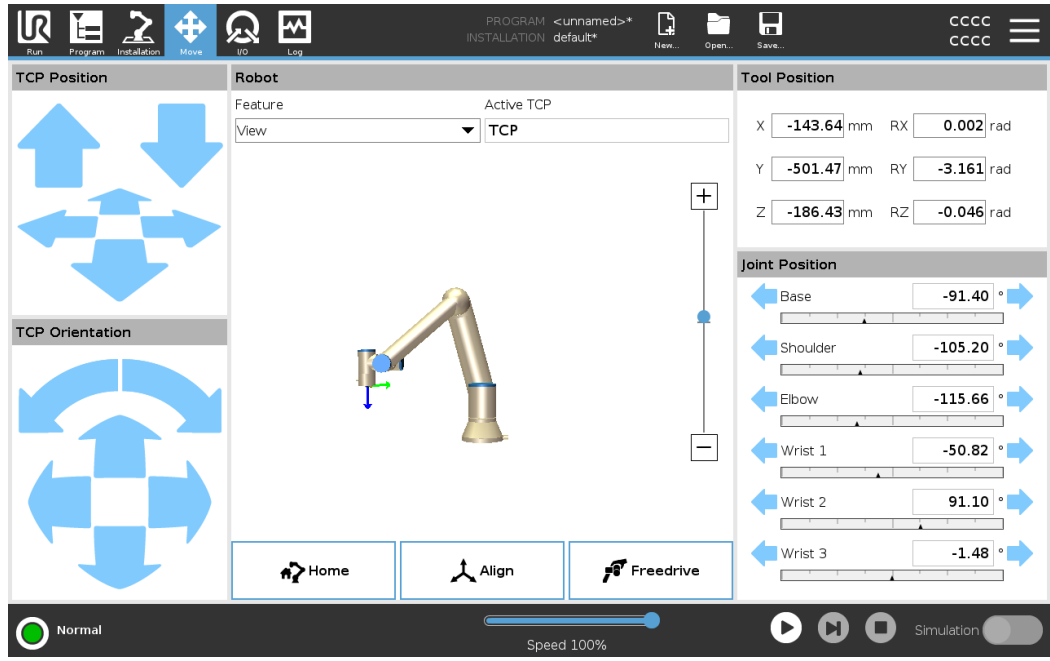 PROGRAM <unnamed>*
INSTALLATION default*
CCCC
CCCC
Run Program Installation Move I/O Log New... Open... Save...
TCP Position
Robot
Tool Position
Feature
Active TCP
View
TCP
X -143.64 mm RX 0.002 rad
Y -501.47 mm RY -3.161 rad
Z -186.43 mm RZ -0.046 rad
+
−
Joint Position
Base -91.40 °
Shoulder -105.20 °
Elbow -115.66 °
Wrist 1 -50.82 °
Wrist 2 91.10 °
Wrist 3 -1.48 °
TCP Orientation
Home
Align
Freedrive
Normal
Speed 100%
Simulation